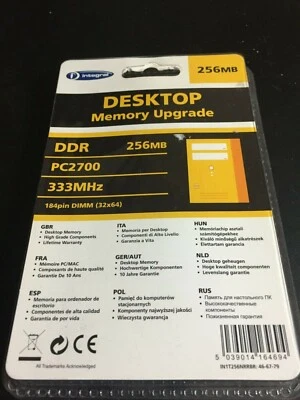 integral
256MB
DESKTOP
Memory Upgrade
DDR 256MB
PC2700
333MHz
184pin DIMM (32x64)
GBR
- Desktop Memory
- High Grade Components
- Lifetime Warranty
ITA
- Memoria per Desktop
- Componenti di Alto Livello
- Garanzia a Vita
HUN
- Memóriachip asztali
számítógépekhez
- Kiváló minőségű alkatrészek
- Élettartam garancia
FRA
- Mémoire PC/MAC
- Composants de haute qualité
- Garantie De 10 Ans
GER/AUT
- Desktop Memory
- Hochwertige Komponenten
- 10 Jahre Garantie
NLD
- Desktop geheugen
- Hoge kwaliteit componenten
- Levenslang garantie
ESP
- Memoria para ordenador de
escritorio
- Componentes de alta calidad
- Garantia de por vida
POL
- Pamięć do komputerów
stacjonarnych
- Komponenty najwyższej jakości
- Wieczysta gwarancja
RUS
- Память для настольного ПК
- Высококачественные
компоненты
- Пожизненная гарантия
All Trademarks Acknowledged
5 039014 164694
IN1T256NRRBR: 46-67-79